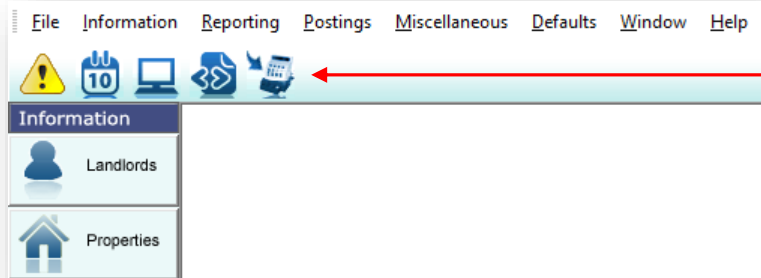 File Information Reporting Postings Miscellaneous Defaults Window Help
10
Information
Landlords
Properties